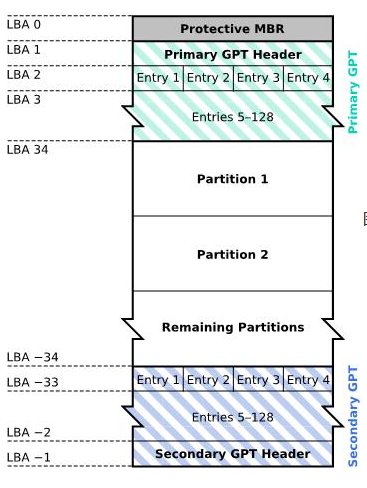 LBA 0
Protective MBR
LBA 1
Primary GPT Header
LBA 2
Entry 1 Entry 2 Entry 3 Entry 4
LBA 3
Entries 5–128
Primary GPT
LBA 34
Partition 1
Partition 2
Remaining Partitions
LBA −34
LBA −33
Entry 1 Entry 2 Entry 3 Entry 4
Entries 5–128
LBA −2
LBA −1
Secondary GPT Header
Secondary GPT